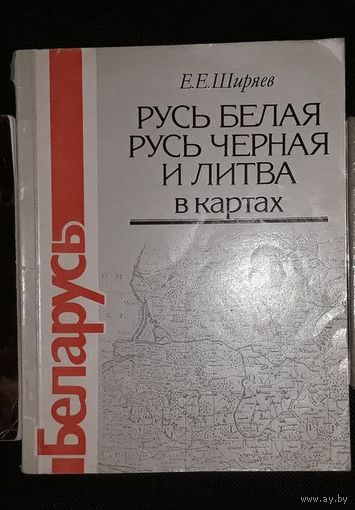 Е.Е.Ширяев
РУСЬ БЕЛАЯ
РУСЬ ЧЕРНАЯ
И ЛИТВА
в картах
Беларусь
www.ay.by